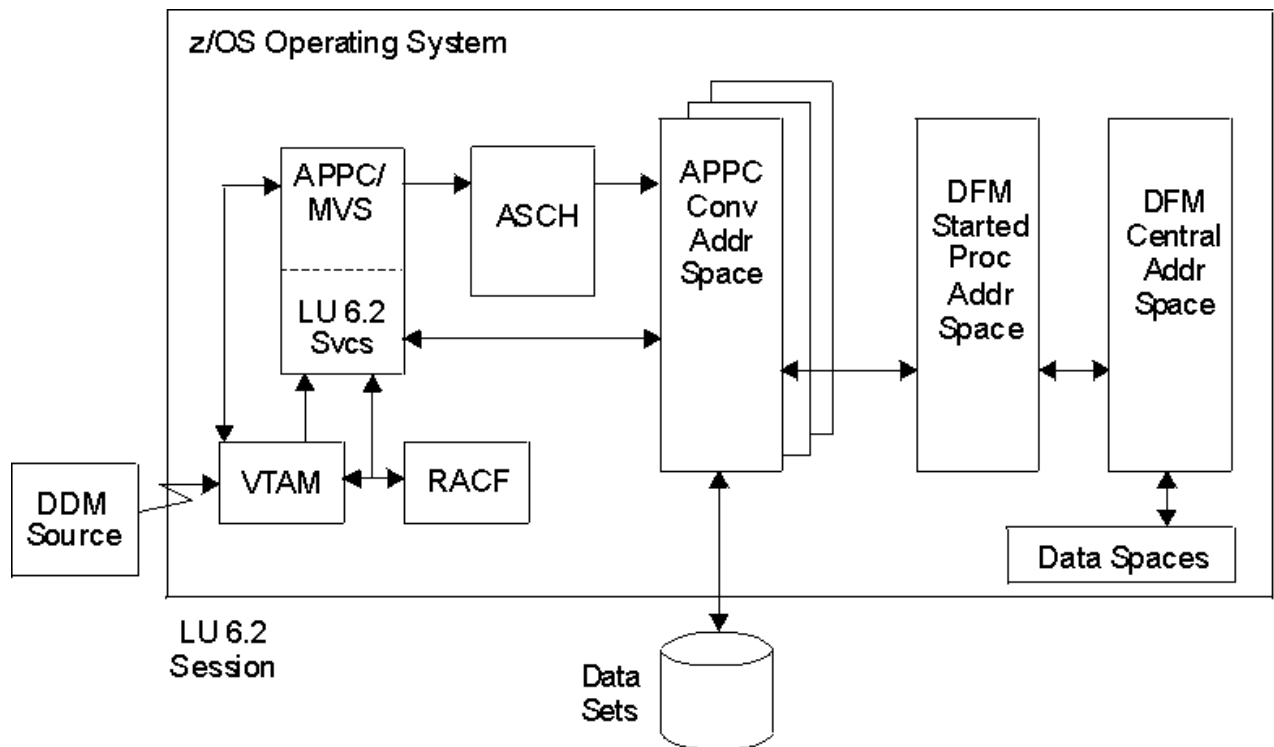 z/OS Operating System
APPC/
MVS
LU 6.2
Svcs
ASCH
APPC
Conv
Addr
Space
DFM
Started
Proc
Addr
Space
DFM
Central
Addr
Space
DDM
Source
VTAM
RACF
Data Spaces
LU 6.2
Session
Data
Sets